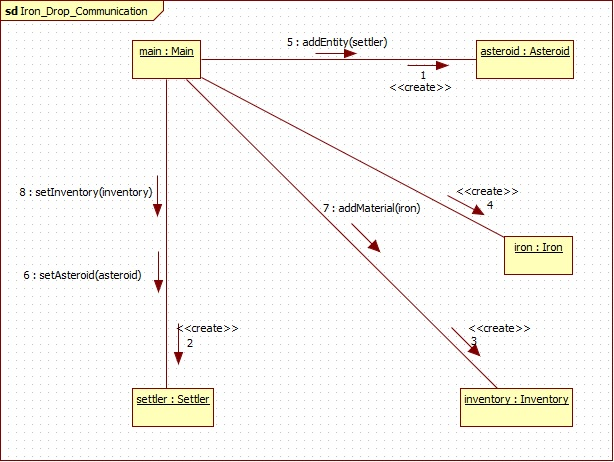 sd Iron_Drop_Communication
5 : addEntity(settler)
main : Main
asteroid : Asteroid
1
<<create>>
8 : setInventory(inventory)
<<create>>
4
7 : addMaterial(iron)
iron : Iron
6 : setAsteroid(asteroid)
<<create>>
2
<<create>>
3
settler : Settler
inventory : Inventory